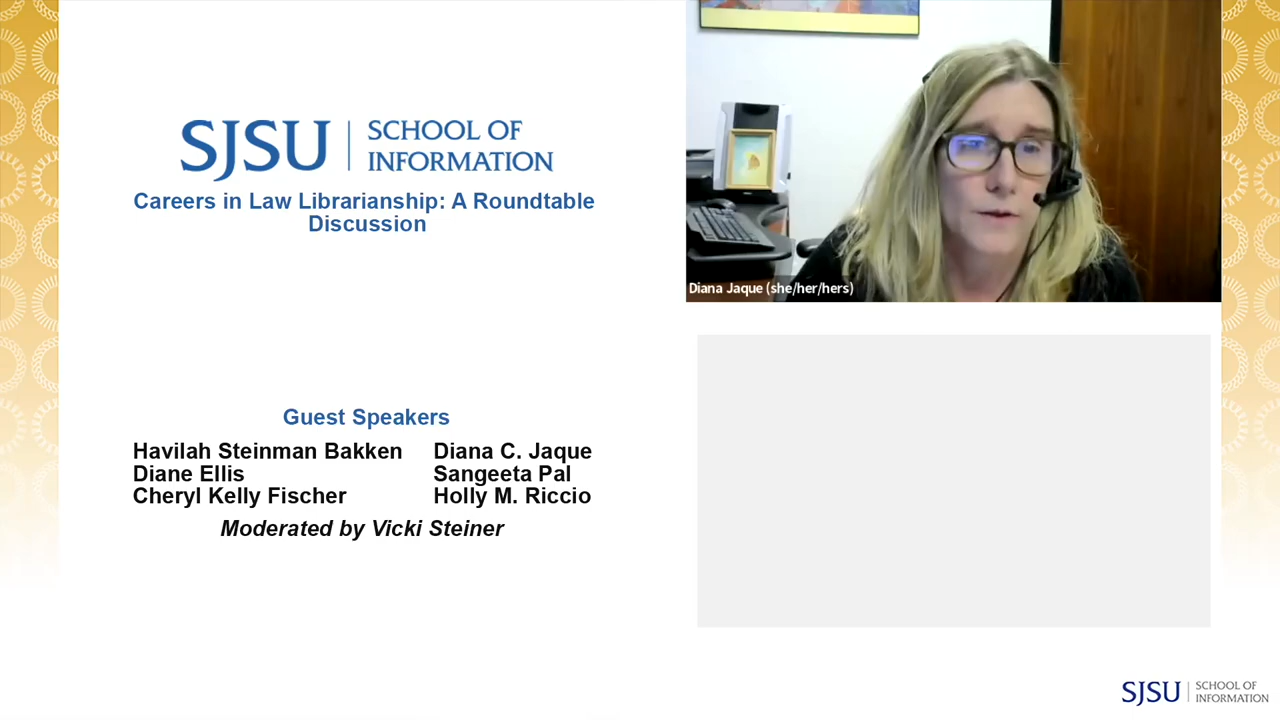 SJSU
SCHOOL OF
INFORMATION
Careers in Law Librarianship: A Roundtable
Discussion
Diana Jaque (she/her/hers)
Guest Speakers
Havilah Steinman Bakken
Diane Ellis
Cheryl Kelly Fischer
Diana C. Jaque
Sangeeta Pal
Holly M. Riccio
Moderated by Vicki Steiner
SJSU
SCHOOL OF
INFORMATION